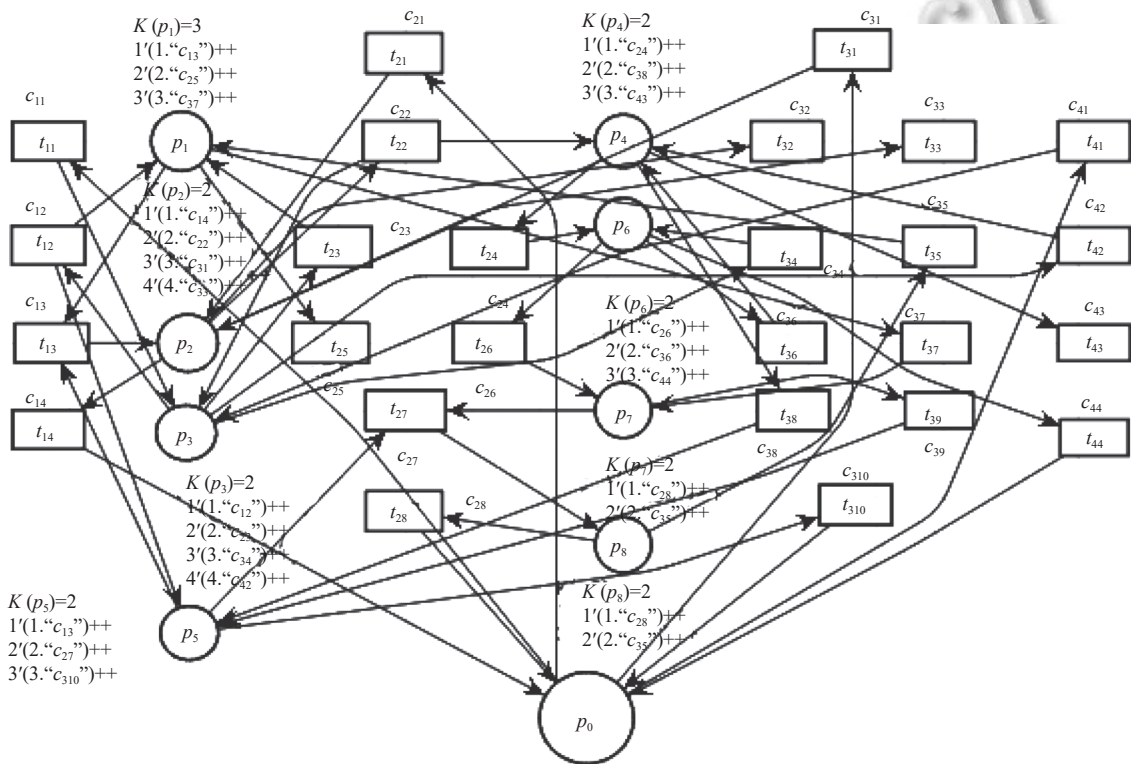 c₂₁
K (p₁)=3
1′(1.“c₁₃”)++
2′(2.“c₂₅”)++
3′(3.“c₃₇”)++
K (p₄)=2
1′(1.“c₂₄”)++
2′(2.“c₃₈”)++
3′(3.“c₄₃”)++
c₃₁
t₂₁
t₃₁
c₁₁
c₂₂
c₃₂
c₃₃
c₄₁
t₁₁
p₁
t₂₂
p₄
t₃₂
t₃₃
t₄₁
K (p₂)=2
1′(1.“c₁₄”)++
2′(2.“c₂₂”)++
3′(3.“c₃₁”)++
4′(4.“c₃₃”)++
c₁₂
c₂₃
c₃₅
c₄₂
t₁₂
t₂₃
t₂₄
p₆
t₃₄
t₃₅
t₄₂
c₁₃
c₂₄
c₃₄
K (p₆)=2
1′(1.“c₂₆”)++
2′(2.“c₃₆”)++
3′(3.“c₄₄”)++
c₃₆
c₃₇
c₄₃
t₁₃
p₂
t₂₅
t₂₆
t₃₆
t₃₇
t₄₃
c₁₄
c₂₅
c₂₆
c₄₄
t₁₄
p₃
t₂₇
p₇
t₃₈
t₃₉
t₄₄
c₂₇
c₃₈
c₃₉
K (p₃)=2
1′(1.“c₁₂”)++
2′(2.“c₂₃”)++
3′(3.“c₃₄”)++
4′(4.“c₄₂”)++
K (p₇)=2
1′(1.“c₂₈”)++
2′(2.“c₃₅”)++
c₃₁₀
c₂₈
t₂₈
p₈
t₃₁₀
K (p₅)=2
1′(1.“c₁₃”)++
2′(2.“c₂₇”)++
3′(3.“c₃₁₀”)++
p₅
K (p₈)=2
1′(1.“c₂₈”)++
2′(2.“c₃₅”)++
p₀